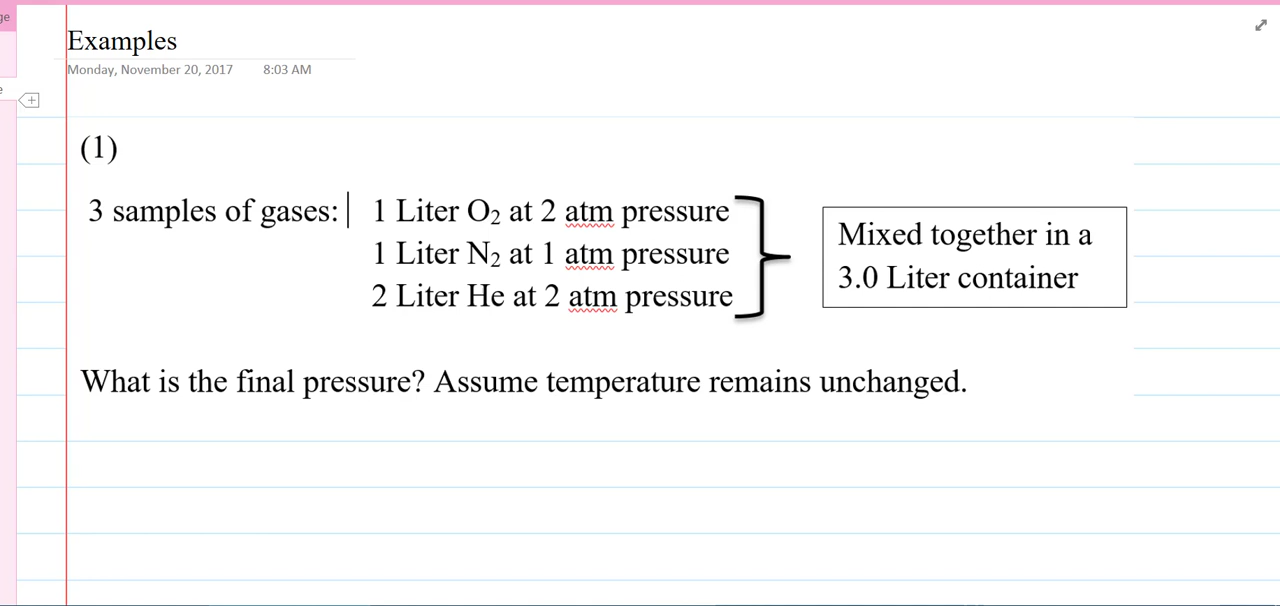 ge
Examples
Monday, November 20, 2017 8:03 AM
e
(1)
3 samples of gases: 1 Liter O₂ at 2 atm pressure
1 Liter N₂ at 1 atm pressure
2 Liter He at 2 atm pressure
Mixed together in a
3.0 Liter container
What is the final pressure? Assume temperature remains unchanged.